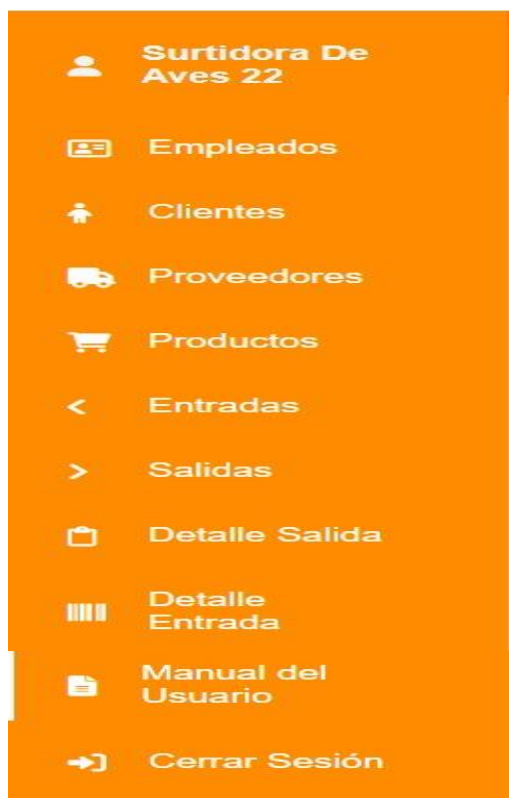 Surtidora De
Aves 22
Empleados
Clientes
Proveedores
Productos
Entradas
Salidas
Detalle Salida
Detalle
Entrada
Manual del
Usuario
Cerrar Sesión